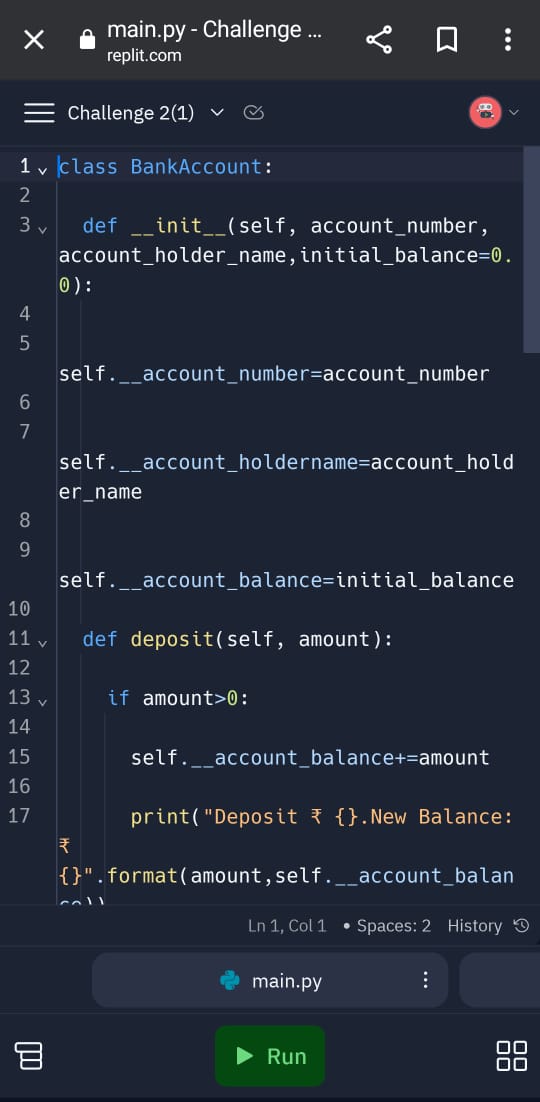 main.py - Challenge ...
replit.com
Challenge 2(1)
1 class BankAccount:
2
3 def __init__(self, account_number,
account_holder_name,initial_balance=0.
0):
4
5
self.__account_number=account_number
6
7
self.__account_holdername=account_hold
er_name
8
9
self.__account_balance=initial_balance
10
11 def deposit(self, amount):
12
13 if amount>0:
14
15 self.__account_balance+=amount
16
17 print("Deposit ₹ {}.New Balance:
₹
{}".format(amount,self.__account_balan
ce))
Ln 1, Col 1 • Spaces: 2 History
main.py
Run